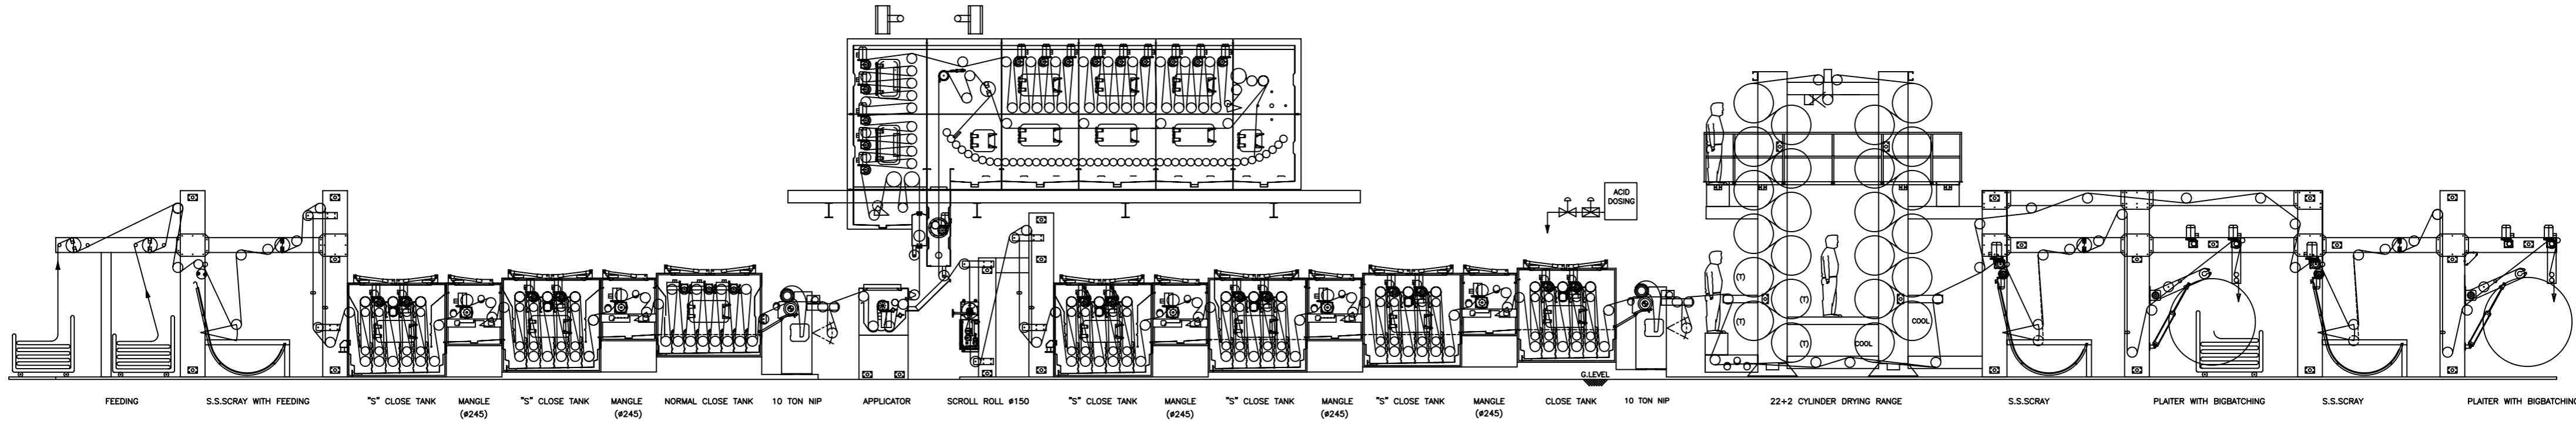 ACID
DOSING
COOL
COOL
G.LEVEL
FEEDING
S.S.SCRAY WITH FEEDING
"S" CLOSE TANK
MANGLE
(ø245)
"S" CLOSE TANK
MANGLE
(ø245)
NORMAL CLOSE TANK
10 TON NIP
APPLICATOR
SCROLL ROLL ø150
"S" CLOSE TANK
MANGLE
(ø245)
"S" CLOSE TANK
MANGLE
(ø245)
"S" CLOSE TANK
MANGLE
(ø245)
CLOSE TANK
10 TON NIP
22+2 CYLINDER DRYING RANGE
S.S.SCRAY
PLAITER WITH BIGBATCHING
S.S.SCRAY
PLAITER WITH BIGBATCHING